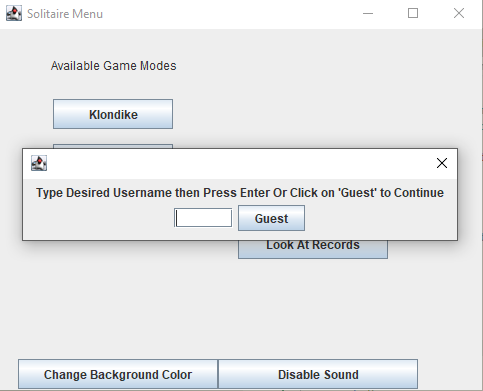 Solitaire Menu
Available Game Modes
Klondike
Type Desired Username then Press Enter Or Click on 'Guest' to Continue
Guest
Look At Records
Change Background Color
Disable Sound